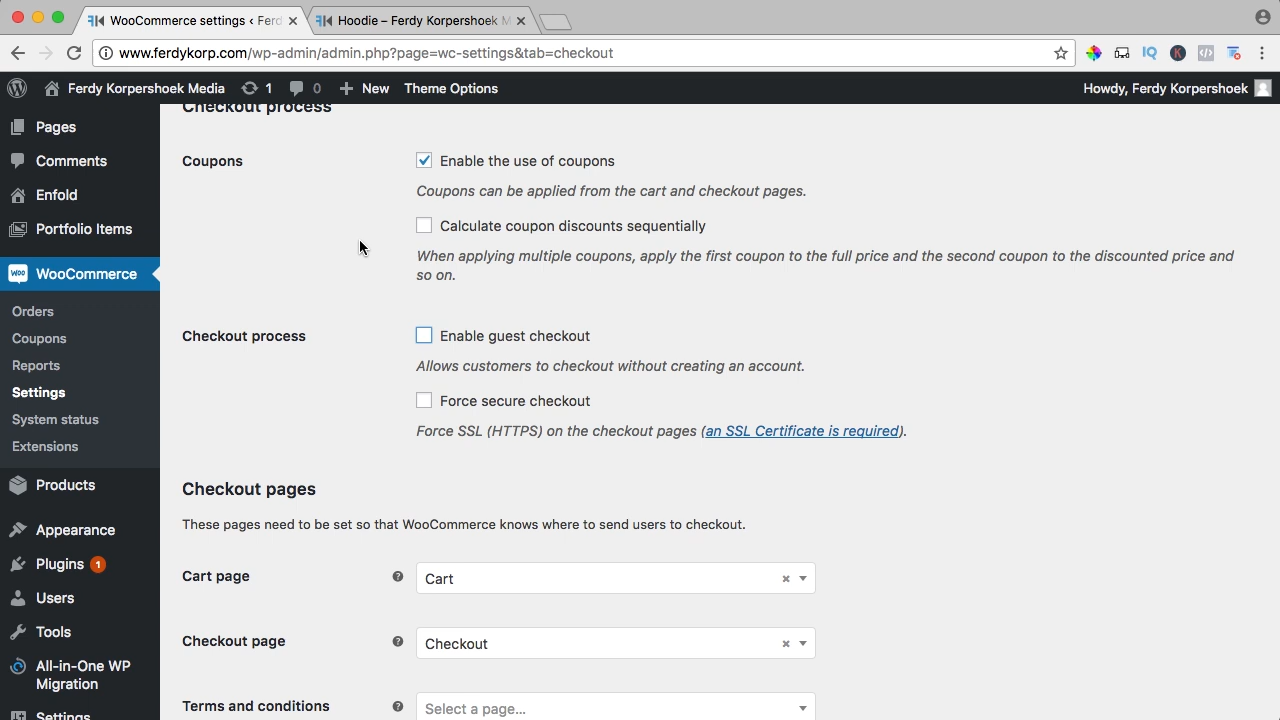 WooCommerce settings ‹ Ferd
Hoodie – Ferdy Korpershoek M
www.ferdykorp.com/wp-admin/admin.php?page=wc-settings&tab=checkout
Ferdy Korpershoek Media 1 0 New Theme Options Howdy, Ferdy Korpershoek
Pages
Comments
Enfold
Portfolio Items
WooCommerce
Orders
Coupons
Reports
Settings
System status
Extensions
Products
Appearance
Plugins 1
Users
Tools
All-in-One WP
Migration
Settings
Checkout process
Coupons
Enable the use of coupons
Coupons can be applied from the cart and checkout pages.
Calculate coupon discounts sequentially
When applying multiple coupons, apply the first coupon to the full price and the second coupon to the discounted price and
so on.
Checkout process
Enable guest checkout
Allows customers to checkout without creating an account.
Force secure checkout
Force SSL (HTTPS) on the checkout pages (an SSL Certificate is required).
Checkout pages
These pages need to be set so that WooCommerce knows where to send users to checkout.
Cart page
Cart
Checkout page
Checkout
Terms and conditions
Select a page...